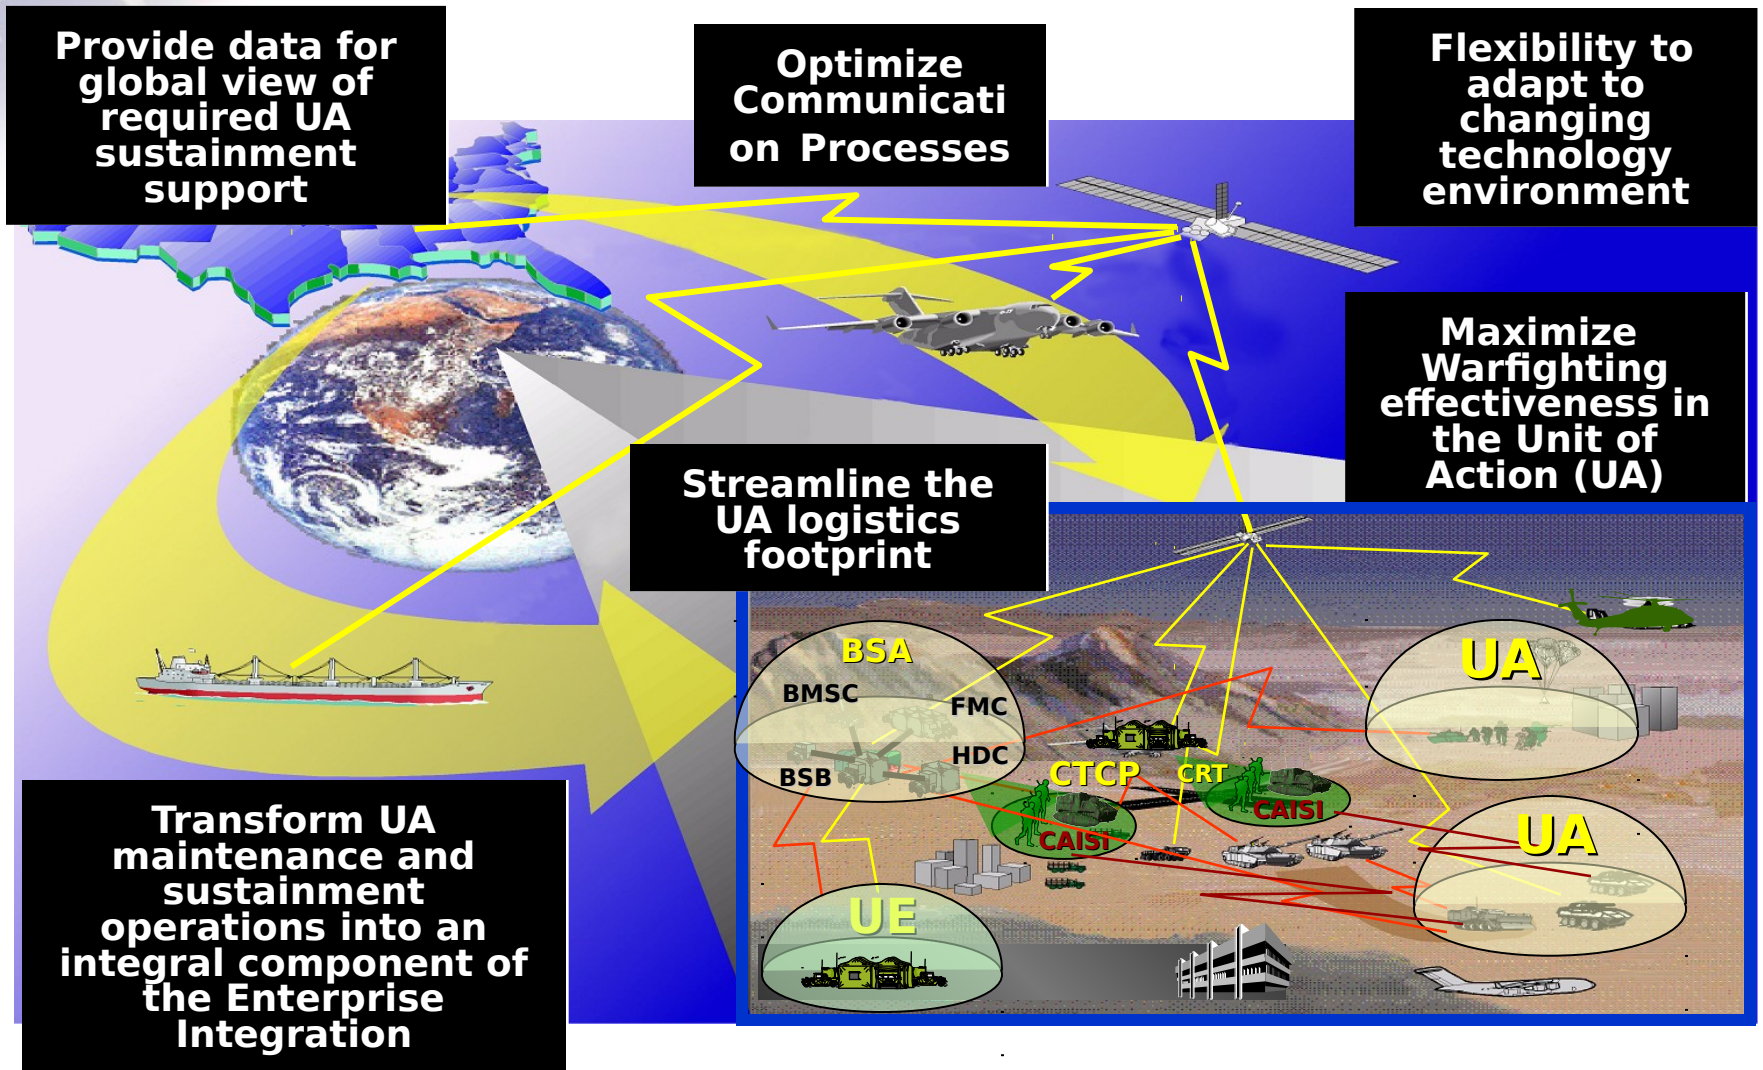 Provide data for
global view of
required UA
sustainment
support
Optimize
Communicati
on Processes
Flexibility to
adapt to
changing
technology
environment
Maximize
Warfighting
effectiveness in
the Unit of
Action (UA)
Streamline the
UA logistics
footprint
Transform UA
maintenance and
sustainment
operations into an
integral component of
the Enterprise
Integration
BSA
BMSC
FMC
HDC
BSB
UA
CTCP
CRT
CAISI
CAISI
UA
UE